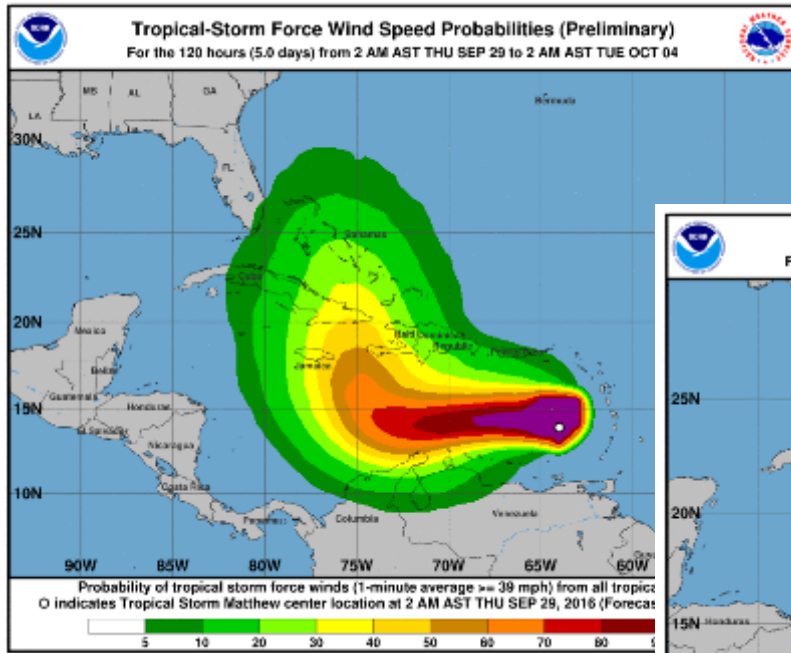 Tropical-Storm Force Wind Speed Probabilities (Preliminary)
For the 120 hours (5.0 days) from 2 AM AST THU SEP 29 to 2 AM AST TUE OCT 04
NOAA
Bermuda
MS AL GA
LA
30N
FL
25N
Bahamas
Cuba
20N
Mexico
Haiti Dominican
Republic
Puerto Rico
Belize
Jamaica
Guatemala
15N
Honduras
El Salvador
Nicaragua
10N
Costa Rica
Panama
Colombia
Venezuela
90W 85W 80W 75W 70W 65W 60W
Probability of tropical storm force winds (1-minute average >= 39 mph) from all tropica
O indicates Tropical Storm Matthew center location at 2 AM AST THU SEP 29, 2016 (Forecas
5 10 20 30 40 50 60 70 80 9
NOAA
F
25N
20N
15N
Honduras